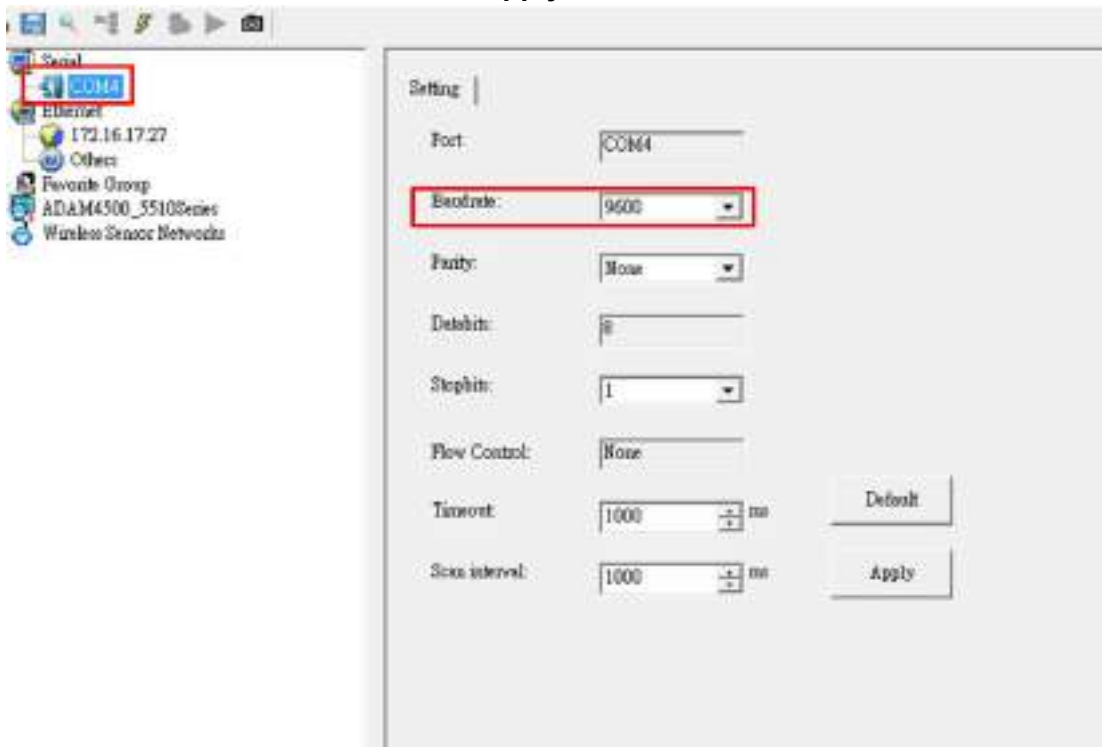 Serial
COM4
Ethernet
172.16.17.27
Others
Favorite Group
ADAM4500_5510Series
Wireless Sensor Networks
Setting
Port:
COM4
Baudrate:
9600
Parity:
None
Databits:
8
Stopbits:
1
Flow Control:
None
Timeout:
1000
ms
Default
Scan interval:
1000
ms
Apply